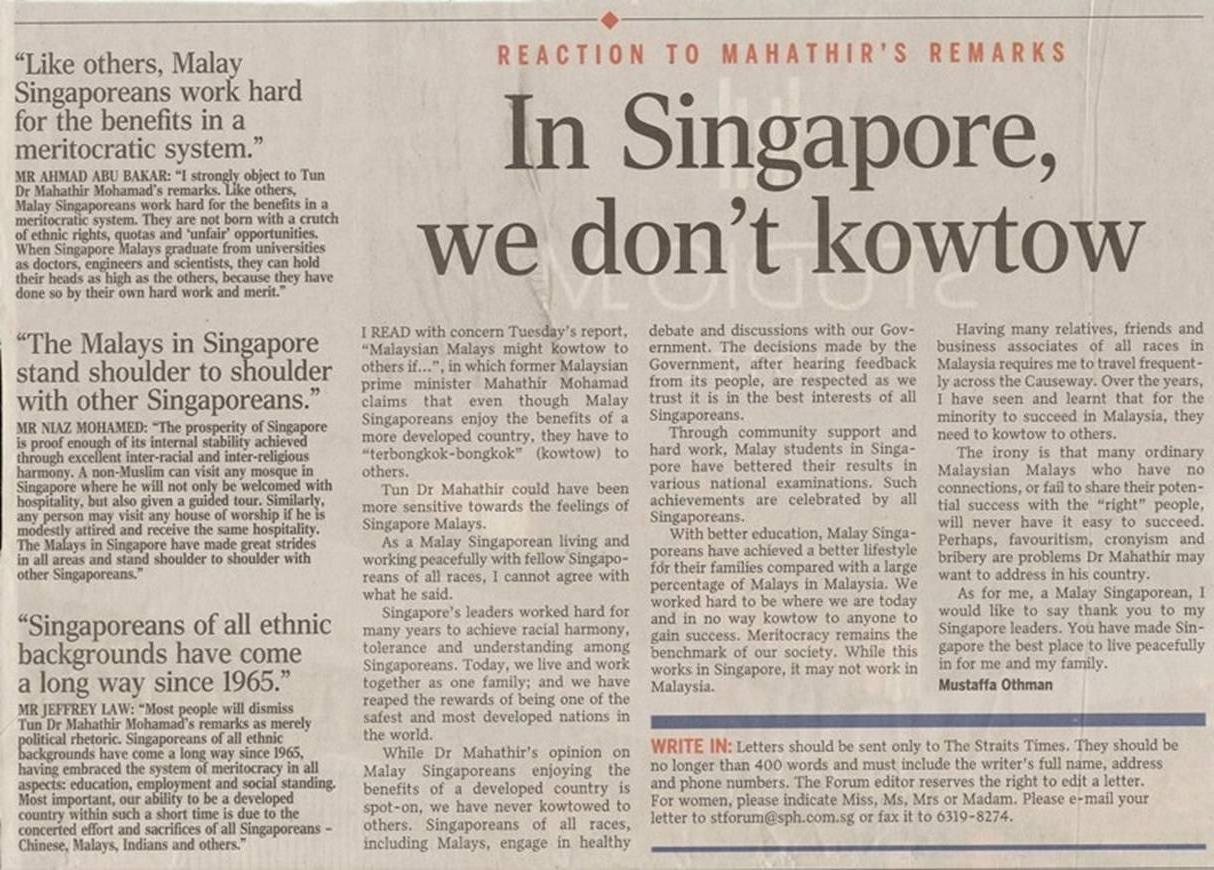 REACTION TO MAHATHIR'S REMARKS
In Singapore,
we don't kowtow
“Like others, Malay
Singaporeans work hard
for the benefits in a
meritocratic system.”
MR AHMAD ABU BAKAR: “I strongly object to Tun
Dr Mahathir Mohamad's remarks. Like others,
Malay Singaporeans work hard for the benefits in a
meritocratic system. They are not born with a crutch
of ethnic rights, quotas and ‘unfair’ opportunities.
When Singapore Malays graduate from universities
as doctors, engineers and scientists, they can hold
their heads as high as the others, because they have
done so by their own hard work and merit.”
“The Malays in Singapore
stand shoulder to shoulder
with other Singaporeans.”
MR NIAZ MOHAMED: “The prosperity of Singapore
is proof enough of its internal stability achieved
through excellent inter-racial and inter-religious
harmony. A non-Muslim can visit any mosque in
Singapore where he will not only be welcomed with
hospitality, but also given a guided tour. Similarly,
any person may visit any house of worship if he is
modestly attired and receive the same hospitality.
The Malays in Singapore have made great strides
in all areas and stand shoulder to shoulder with
other Singaporeans.”
“Singaporeans of all ethnic
backgrounds have come
a long way since 1965.”
MR JEFFREY LAW: “Most people will dismiss
Tun Dr Mahathir Mohamad's remarks as merely
political rhetoric. Singaporeans of all ethnic
backgrounds have come a long way since 1965,
having embraced the system of meritocracy in all
aspects: education, employment and social standing.
Most important, our ability to be a developed
country within such a short time is due to the
concerted effort and sacrifices of all Singaporeans –
Chinese, Malays, Indians and others.”
I READ with concern Tuesday's report,
“Malaysian Malays might kowtow to
others if...”, in which former Malaysian
prime minister Mahathir Mohamad
claims that even though Malay
Singaporeans enjoy the benefits of a
more developed country, they have to
“terbongkok-bongkok” (kowtow) to
others.
Tun Dr Mahathir could have been
more sensitive towards the feelings of
Singapore Malays.
As a Malay Singaporean living and
working peacefully with fellow Singapo-
reans of all races, I cannot agree with
what he said.
Singapore's leaders worked hard for
many years to achieve racial harmony,
tolerance and understanding among
Singaporeans. Today, we live and work
together as one family; and we have
reaped the rewards of being one of the
safest and most developed nations in
the world.
While Dr Mahathir's opinion on
Malay Singaporeans enjoying the
benefits of a developed country is
spot-on, we have never kowtowed to
others. Singaporeans of all races,
including Malays, engage in healthy
debate and discussions with our Gov-
ernment. The decisions made by the
Government, after hearing feedback
from its people, are respected as we
trust it is in the best interests of all
Singaporeans.
Through community support and
hard work, Malay students in Singa-
pore have bettered their results in
various national examinations. Such
achievements are celebrated by all
Singaporeans.
With better education, Malay Singa-
poreans have achieved a better lifestyle
for their families compared with a large
percentage of Malays in Malaysia. We
worked hard to be where we are today
and in no way kowtow to anyone to
gain success. Meritocracy remains the
benchmark of our society. While this
works in Singapore, it may not work in
Malaysia.
Having many relatives, friends and
business associates of all races in
Malaysia requires me to travel frequent-
ly across the Causeway. Over the years,
I have seen and learnt that for the
minority to succeed in Malaysia, they
need to kowtow to others.
The irony is that many ordinary
Malaysian Malays who have no
connections, or fail to share their poten-
tial success with the “right” people,
will never have it easy to succeed.
Perhaps, favouritism, cronyism and
bribery are problems Dr Mahathir may
want to address in his country.
As for me, a Malay Singaporean, I
would like to say thank you to my
Singapore leaders. You have made Sin-
gapore the best place to live peacefully
in for me and my family.
Mustaffa Othman
WRITE IN: Letters should be sent only to The Straits Times. They should be
no longer than 400 words and must include the writer's full name, address
and phone numbers. The Forum editor reserves the right to edit a letter.
For women, please indicate Miss, Ms, Mrs or Madam. Please e-mail your
letter to stforum@sph.com.sg or fax it to 6319-8274.